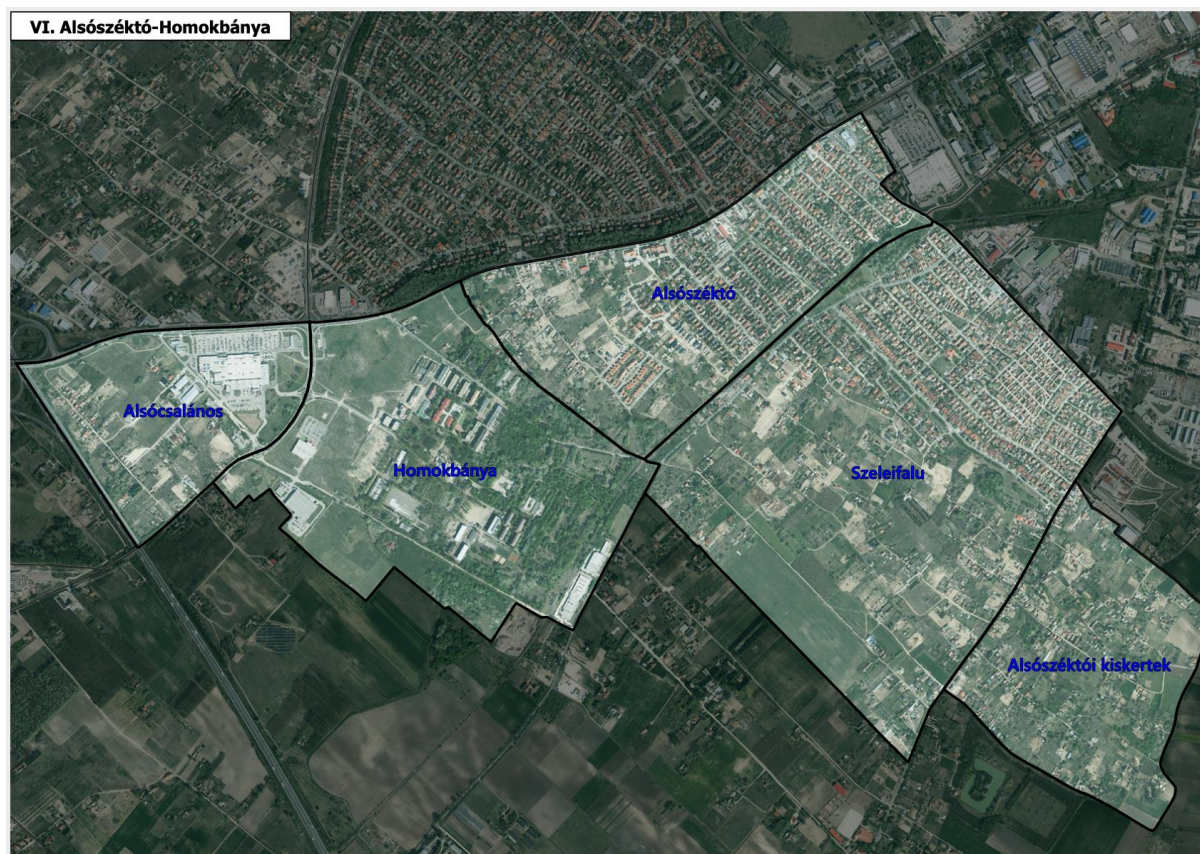 VI. Alsószéktó-Homokbánya
Alsószéktó
Alsócsalános
Homokbánya
Szeleifalu
Alsószéktói kiskertek